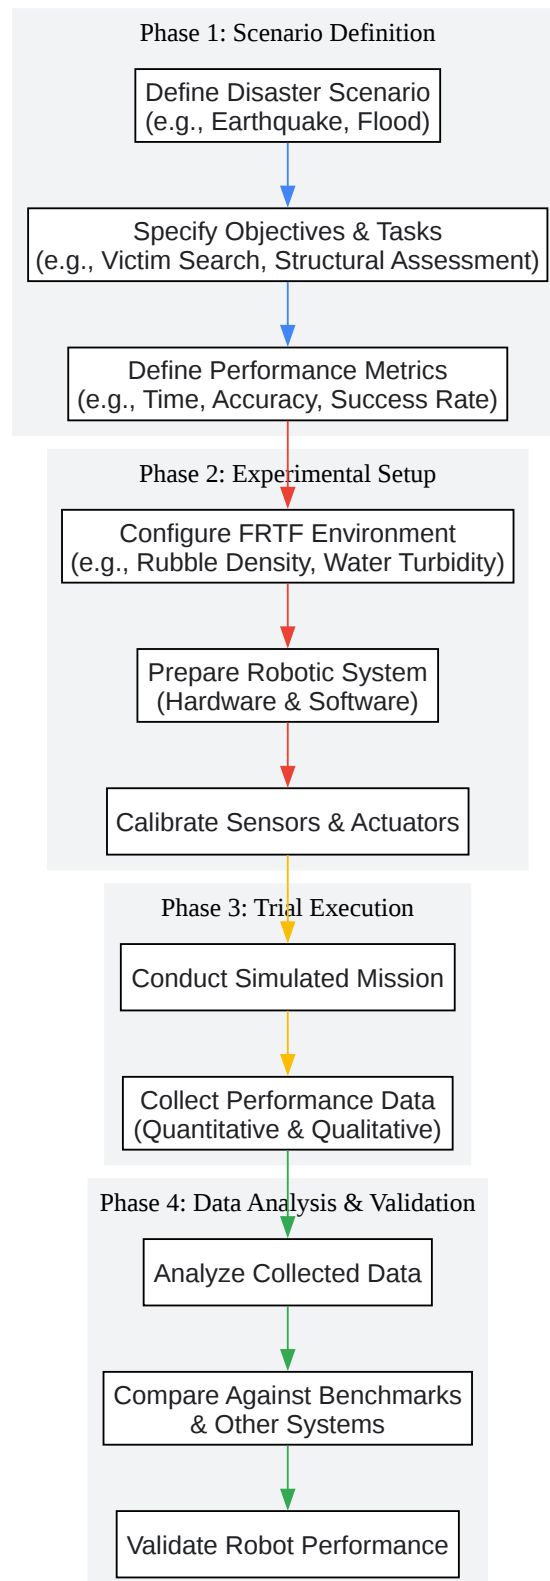 Phase 1: Scenario Definition
Define Disaster Scenario
(e.g., Earthquake, Flood)
Specify Objectives & Tasks
(e.g., Victim Search, Structural Assessment)
Define Performance Metrics
(e.g., Time, Accuracy, Success Rate)
Phase 2: Experimental Setup
Configure FRTF Environment
(e.g., Rubble Density, Water Turbidity)
Prepare Robotic System
(Hardware & Software)
Calibrate Sensors & Actuators
Phase 3: Trial Execution
Conduct Simulated Mission
Collect Performance Data
(Quantitative & Qualitative)
Phase 4: Data Analysis & Validation
Analyze Collected Data
Compare Against Benchmarks
& Other Systems
Validate Robot Performance